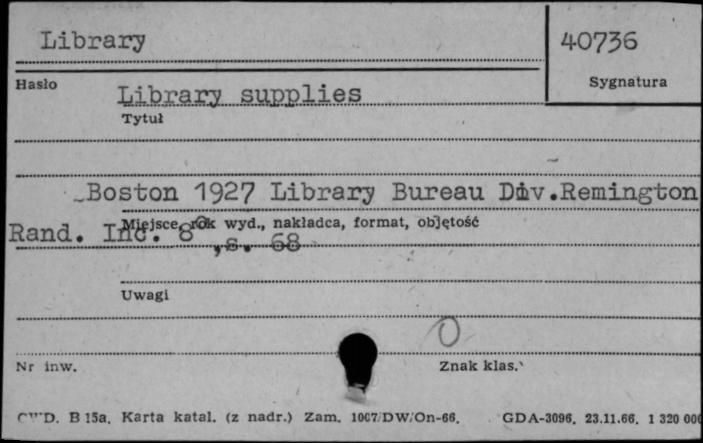 Library
40736
Hasło
Sygnatura
Library supplies
Tytuł
Boston 1927 Library Bureau Div.Remington
Miejsce, rok wyd., nakładca, format, objętość
Rand. Inc. 8°, s. 68
Uwagi
0
Nr inw.
Znak klas.
CWD. B 15a. Karta katal. (z nadr.) Zam. 1007/DW/On-66. GDA-3096. 23.11.66. 1 320 000